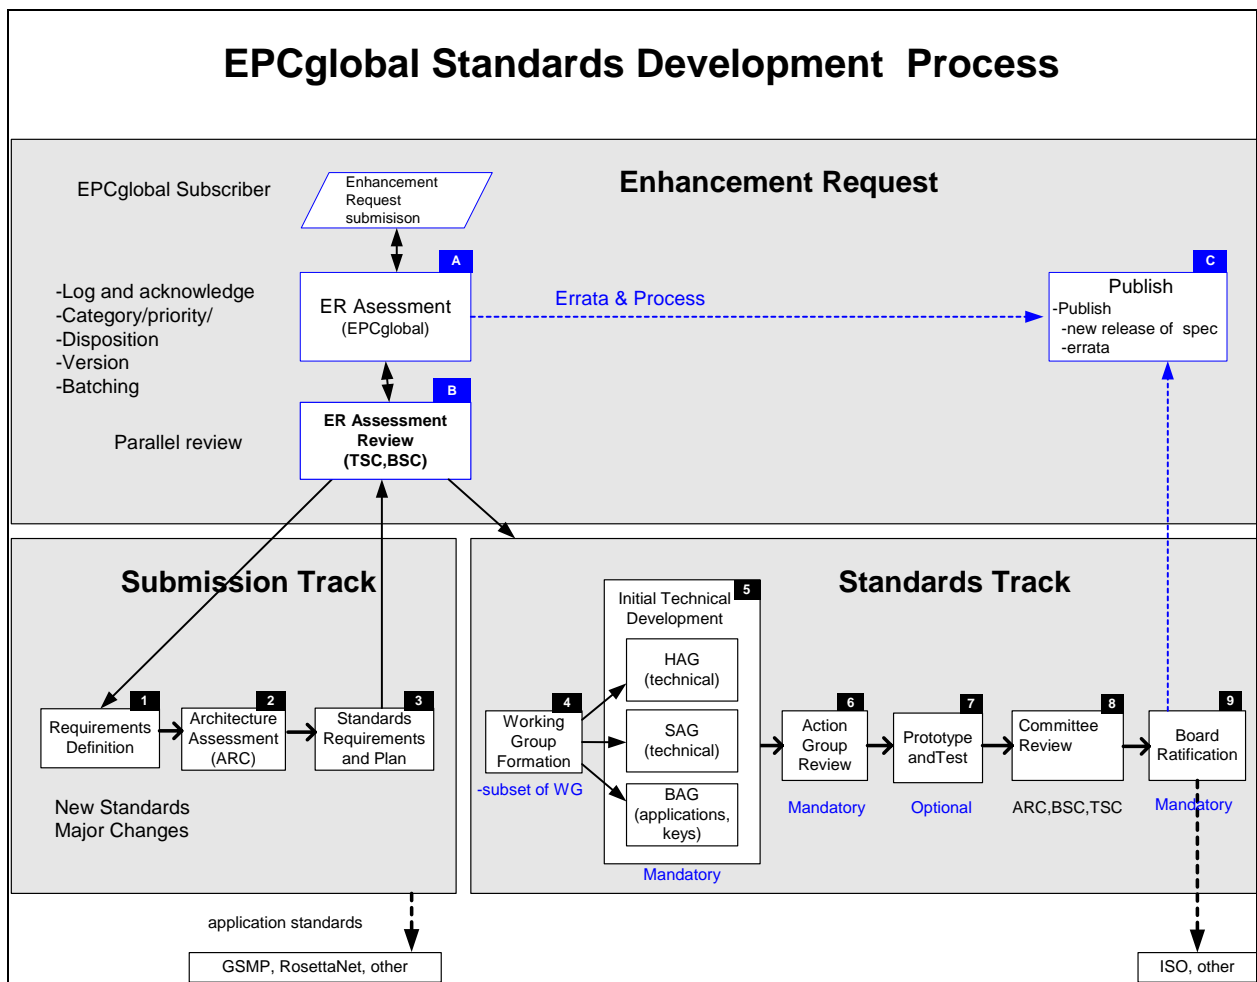 EPCglobal Standards Development  Process
Enhancement Request
EPCglobal Subscriber
Enhancement
Request
submisison
A
ER Asessment
(EPCglobal)
-Log and acknowledge
-Category/priority/
-Disposition
-Version
-Batching
Errata & Process
C
Publish
-Publish
-new release of  spec
-errata
B
ER Assessment
Review
(TSC,BSC)
Parallel review
Submission Track
1
Requirements
Definition
2
Architecture
Assessment
(ARC)
3
Standards
Requirements
and Plan
New Standards
Major Changes
Standards Track
4
Working
Group
Formation
-subset of WG
5
Initial Technical
Development
HAG
(technical)
SAG
(technical)
BAG
(applications,
keys)
Mandatory
6
Action
Group
Review
Mandatory
7
Prototype
andTest
Optional
8
Committee
Review
ARC,BSC,TSC
9
Board
Ratification
Mandatory
application standards
GSMP, RosettaNet, other
ISO, other